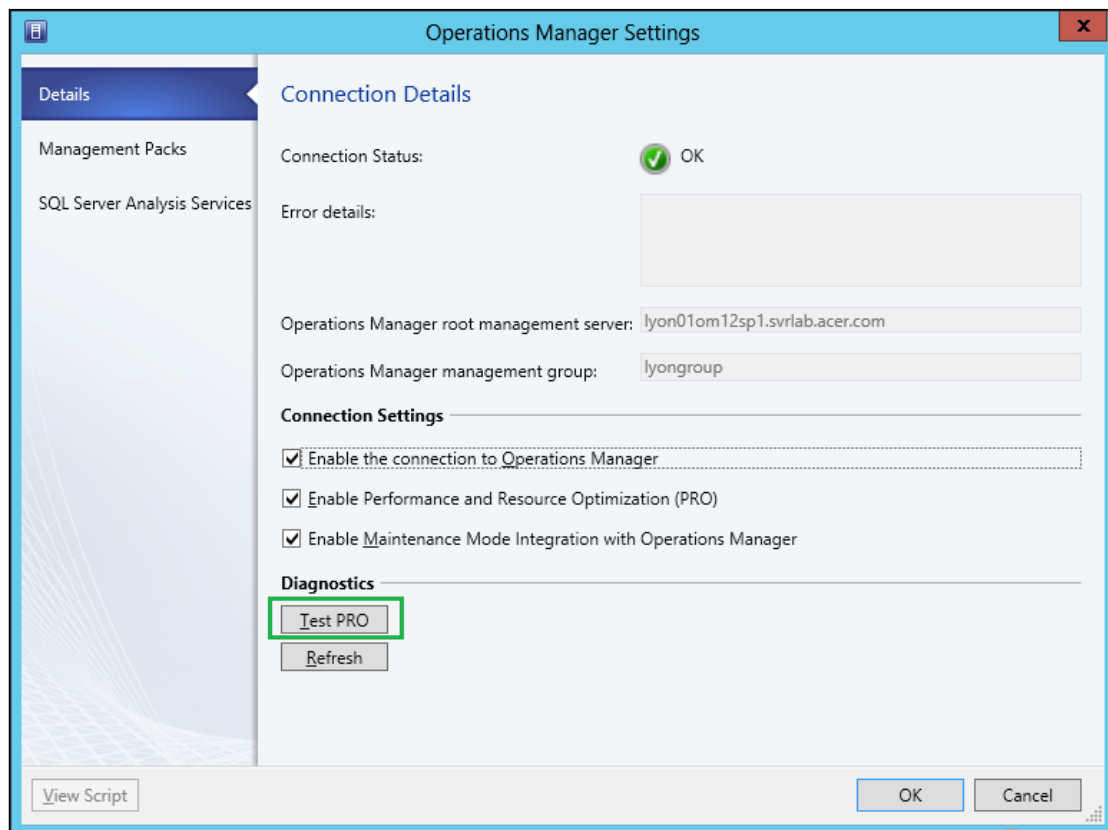 Operations Manager Settings
x
Details
Management Packs
SQL Server Analysis Services
Connection Details
Connection Status:
OK
Error details:
Operations Manager root management server:
lyon01om12sp1.svrlab.acer.com
Operations Manager management group:
lyongroup
Connection Settings
Enable the connection to Operations Manager
Enable Performance and Resource Optimization (PRO)
Enable Maintenance Mode Integration with Operations Manager
Diagnostics
Test PRO
Refresh
View Script
OK
Cancel